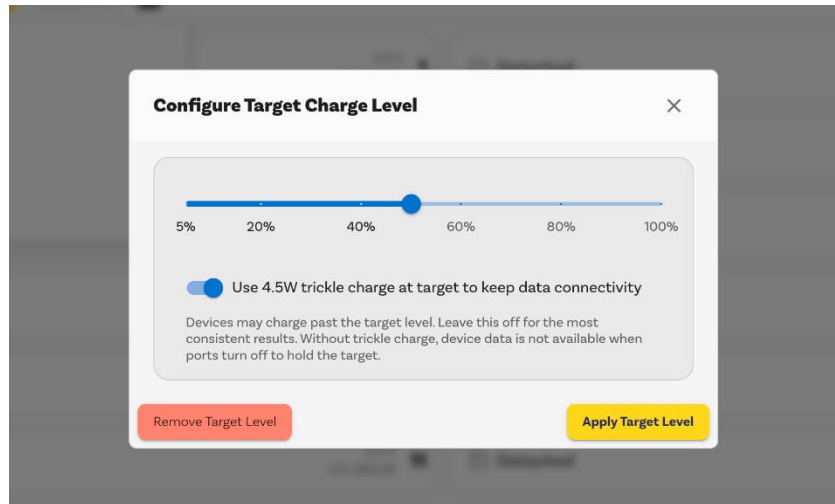 Detached
Configure Target Charge Level
5% 20% 40% 60% 80% 100%
Use 4.5W trickle charge at target to keep data connectivity
Devices may charge past the target level. Leave this off for the most
consistent results. Without trickle charge, device data is not available when
ports turn off to hold the target.
Remove Target Level
Apply Target Level
Detached